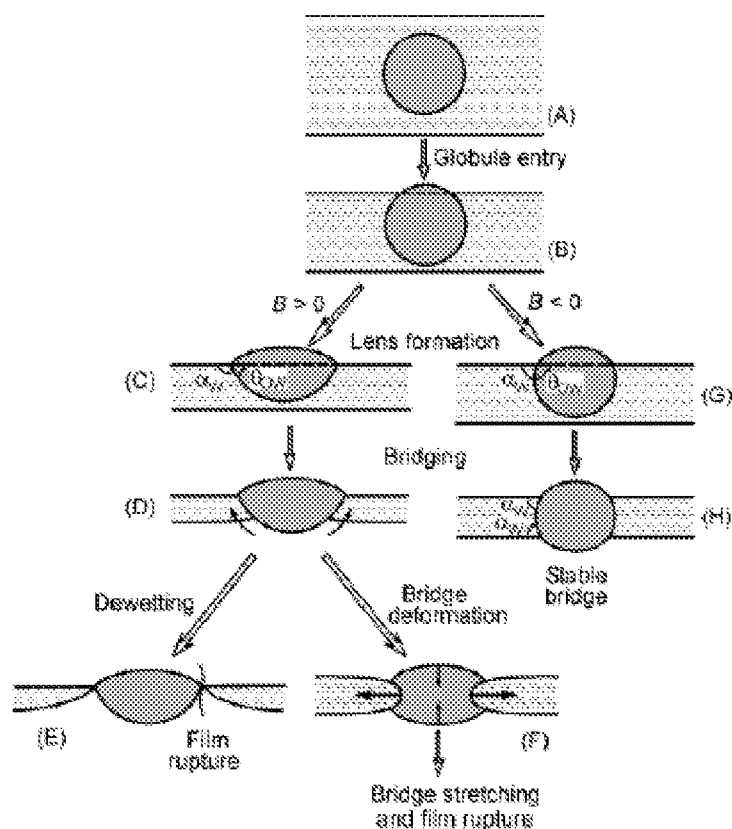 (A)
Globule entry
(B)
B > 0
B < 0
Lens formation
(C)
(G)
Bridging
(D)
(H)
Stable
bridge
Dewetting
Bridge
deformation
(E)
Film
rupture
(F)
Bridge stretching
and film rupture